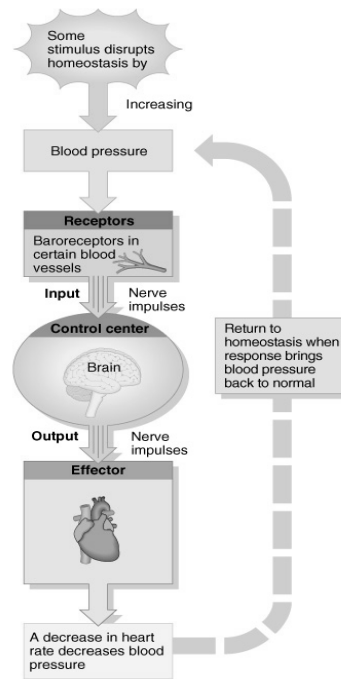 Some
stimulus disrupts
homeostasis by
Increasing
Blood pressure
Receptors
Baroreceptors in
certain blood
vessels
Input
Nerve
impulses
Control center
Brain
Output
Nerve
impulses
Effector
A decrease in heart
rate decreases blood
pressure
Return to
homeostasis when
response brings
blood pressure
back to normal